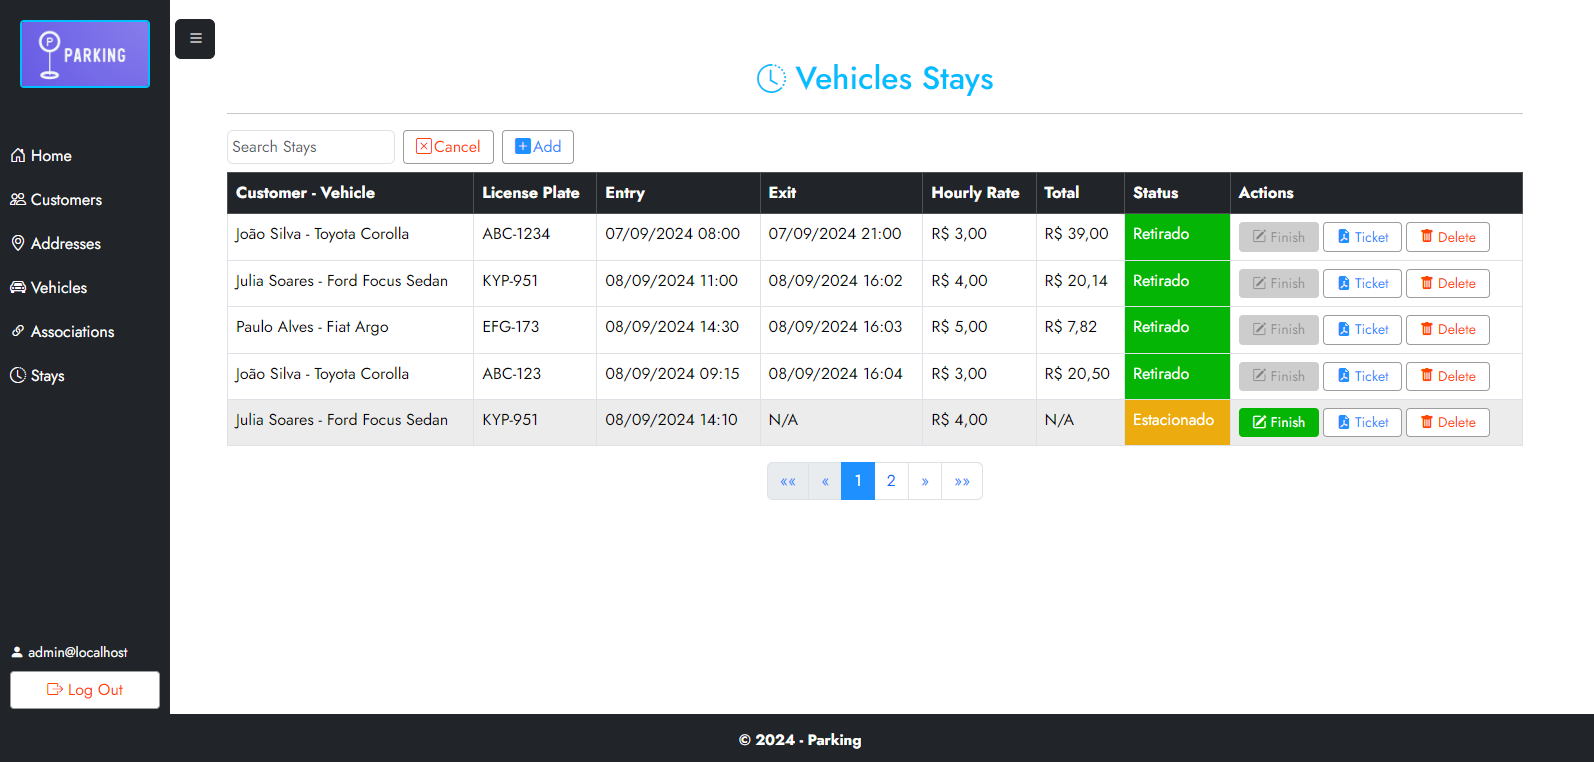 P PARKING
Home
Customers
Addresses
Vehicles
Associations
Stays
admin@localhost
Log Out
Vehicles Stays
Search Stays Cancel Add
Customer - Vehicle License Plate Entry Exit Hourly Rate Total Status Actions
João Silva - Toyota Corolla ABC-1234 07/09/2024 08:00 07/09/2024 21:00 R$ 3,00 R$ 39,00 Retirado Finish Ticket Delete
Julia Soares - Ford Focus Sedan KYP-951 08/09/2024 11:00 08/09/2024 16:02 R$ 4,00 R$ 20,14 Retirado Finish Ticket Delete
Paulo Alves - Fiat Argo EFG-173 08/09/2024 14:30 08/09/2024 16:03 R$ 5,00 R$ 7,82 Retirado Finish Ticket Delete
João Silva - Toyota Corolla ABC-123 08/09/2024 09:15 08/09/2024 16:04 R$ 3,00 R$ 20,50 Retirado Finish Ticket Delete
Julia Soares - Ford Focus Sedan KYP-951 08/09/2024 14:10 N/A R$ 4,00 N/A Estacionado Finish Ticket Delete
«« « 1 2 » »»
© 2024 - Parking